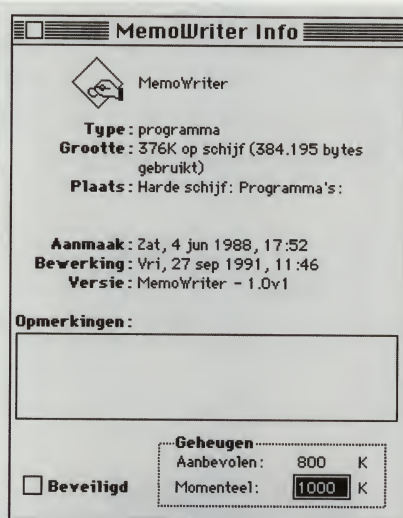 MemoWriter Info
MemoWriter
Type: programma
Grootte: 376K op schijf (384.195 bytes
gebruikt)
Plaats: Harde schijf: Programma's:
Aanmaak: Zat, 4 jun 1988, 17:52
Bewerking: Vri, 27 sep 1991, 11:46
Versie: MemoWriter - 1.0v1
Opmerkingen:
Geheugen
Aanbevolen: 800 K
Beveiligd
Momenteel: 1000 K